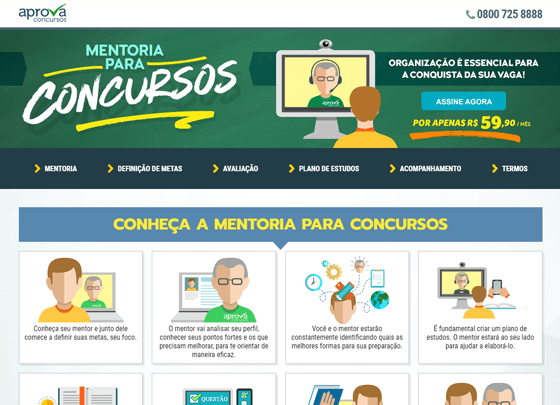 aprova
concursos
0800 725 8888
MENTORIA
PARA
CONCURSOS
ORGANIZAÇÃO É ESSENCIAL PARA
A CONQUISTA DA SUA VAGA!
aprova
ASSINE AGORA
POR APENAS R$ 59,90 / MÊS
MENTORIA
DEFINIÇÃO DE METAS
AVALIAÇÃO
PLANO DE ESTUDOS
ACOMPANHAMENTO
TERMOS
CONHEÇA A MENTORIA PARA CONCURSOS
Conheça seu mentor e junto dele
comece a definir suas metas, seu foco.
aprova
O mentor vai analisar seu perfil,
conhecer seus pontos fortes e os que
precisam melhorar, para te orientar de
maneira eficaz.
Você e o mentor estarão
constantemente identificando quais as
melhores formas para sua preparação.
É fundamental criar um plano de
estudos. O mentor estará ao seu lado
para ajudar a elaborá-lo.
QUESTÃO